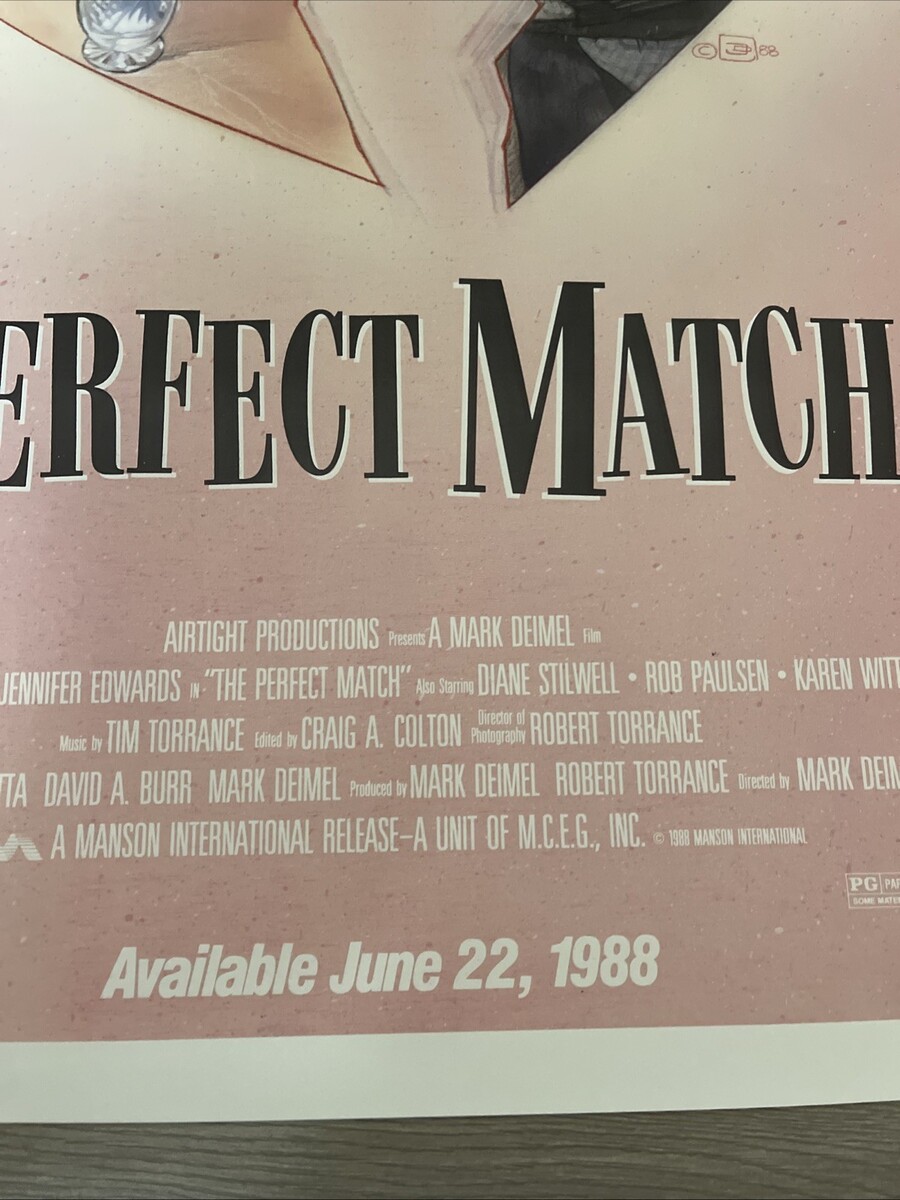 © 88
ERFECT MATCH
AIRTIGHT PRODUCTIONS Presents A MARK DEIMEL Film
JENNIFER EDWARDS IN "THE PERFECT MATCH" Also Starring DIANE STILWELL • ROB PAULSEN • KAREN WITT
Music by TIM TORRANCE Edited by CRAIG A. COLTON Director of Photography ROBERT TORRANCE
TTA DAVID A. BURR MARK DEIMEL Produced by MARK DEIMEL ROBERT TORRANCE Directed by MARK DEIM
A MANSON INTERNATIONAL RELEASE–A UNIT OF M.C.E.G., INC. © 1988 MANSON INTERNATIONAL
PG PAR
SOME MATE
Available June 22, 1988